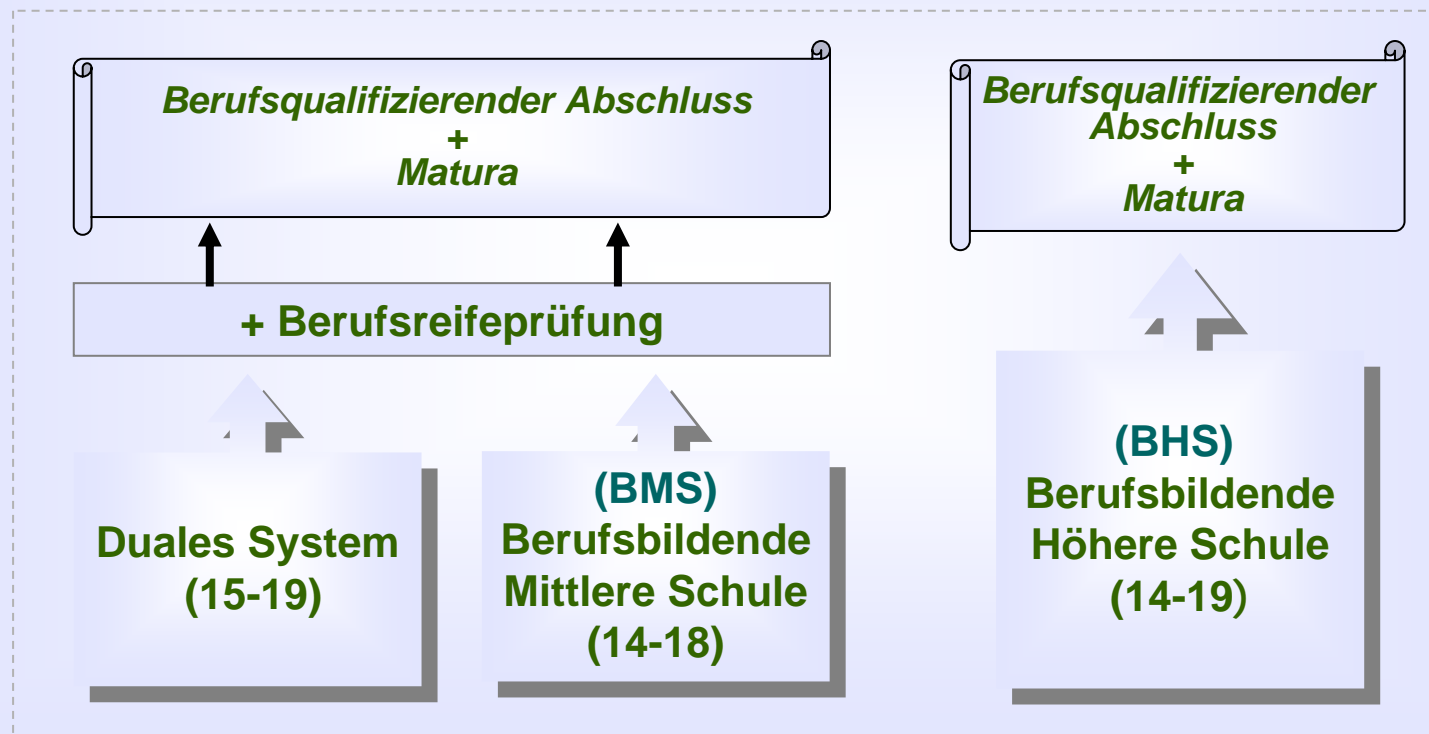 Berufsqualifizierender Abschluss
+
Matura
Berufsqualifizierender
Abschluss
+
Matura
+ Berufsreifeprüfung
Duales System
(15-19)
(BMS)
Berufsbildende
Mittlere Schule
(14-18)
(BHS)
Berufsbildende
Höhere Schule
(14-19)